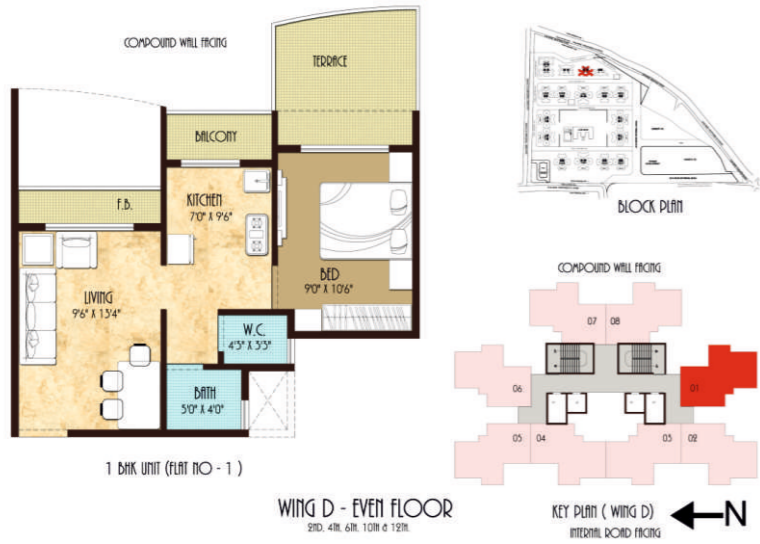 COMPOUND WALL FACING
TERRACE
BALCONY
F.B.
KITCHEN
7'0" X 9'6"
BED
9'0" X 10'6"
LIVING
9'6" X 13'4"
W.C.
4'3" X 3'3"
BATH
5'0" X 4'0"
1 BHK UNIT (FLAT NO - 1 )
WING D - EVEN FLOOR
2ND, 4TH, 6TH, 10TH & 12TH.
BLOCK PLAN
COMPOUND WALL FACING
07 08
06 01
05 04 03 02
KEY PLAN ( WING D) N
INTERNAL ROAD FACING